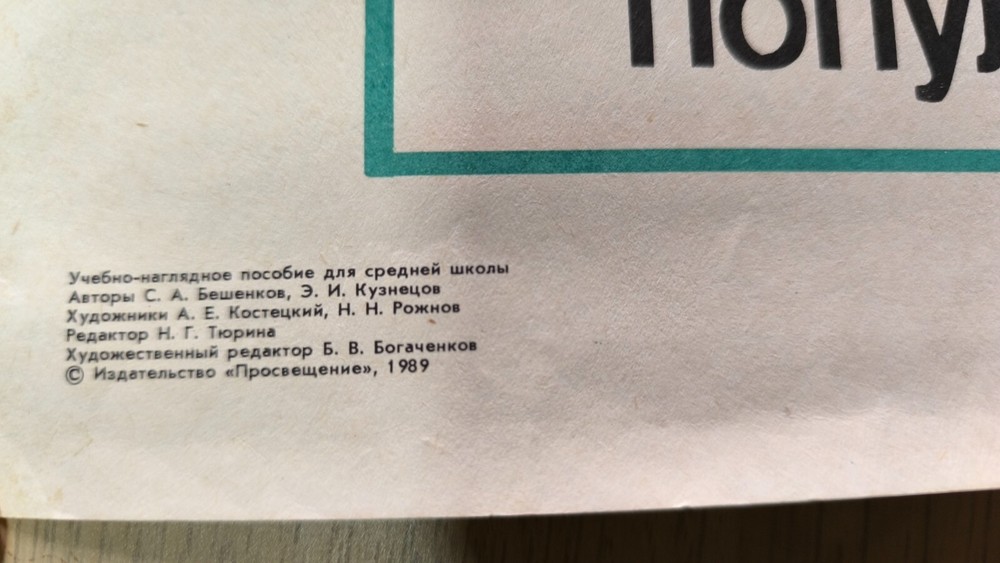 Учебно-наглядное пособие для средней школы
Авторы С. А. Бешенков, Э. И. Кузнецов
Художники А. Е. Костецкий, Н. Н. Рожнов
Редактор Н. Г. Тюрина
Художественный редактор Б. В. Богаченков
© Издательство «Просвещение», 1989